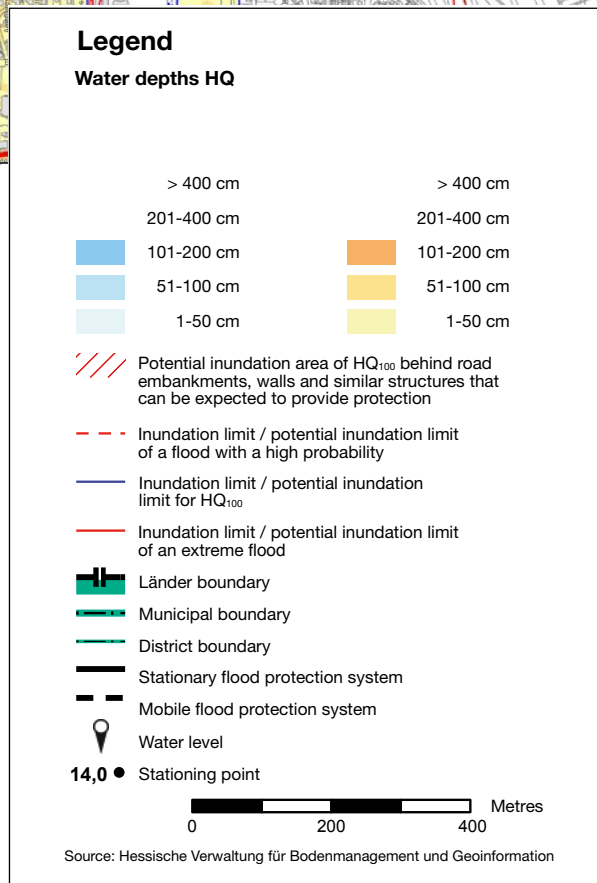 Legend
Water depths HQ
> 400 cm
201-400 cm
101-200 cm
51-100 cm
1-50 cm
> 400 cm
201-400 cm
101-200 cm
51-100 cm
1-50 cm
Potential inundation area of HQ100 behind road
embankments, walls and similar structures that
can be expected to provide protection
Inundation limit / potential inundation limit
of a flood with a high probability
Inundation limit / potential inundation
limit for HQ100
Inundation limit / potential inundation limit
of an extreme flood
Länder boundary
Municipal boundary
District boundary
Stationary flood protection system
Mobile flood protection system
Water level
14,0 Stationing point
Metres
0 200 400
Source: Hessische Verwaltung für Bodenmanagement und Geoinformation